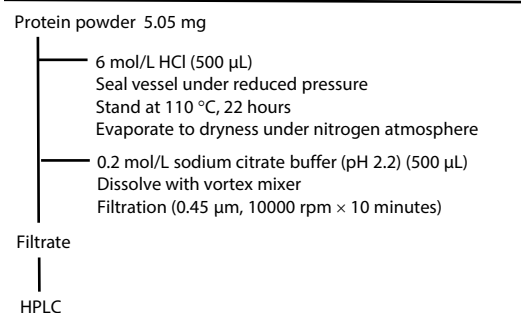 Protein powder 5.05 mg
6 mol/L HCl (500 µL)
Seal vessel under reduced pressure
Stand at 110 °C, 22 hours
Evaporate to dryness under nitrogen atmosphere
0.2 mol/L sodium citrate buffer (pH 2.2) (500 µL)
Dissolve with vortex mixer
Filtration (0.45 µm, 10000 rpm × 10 minutes)
Filtrate
HPLC